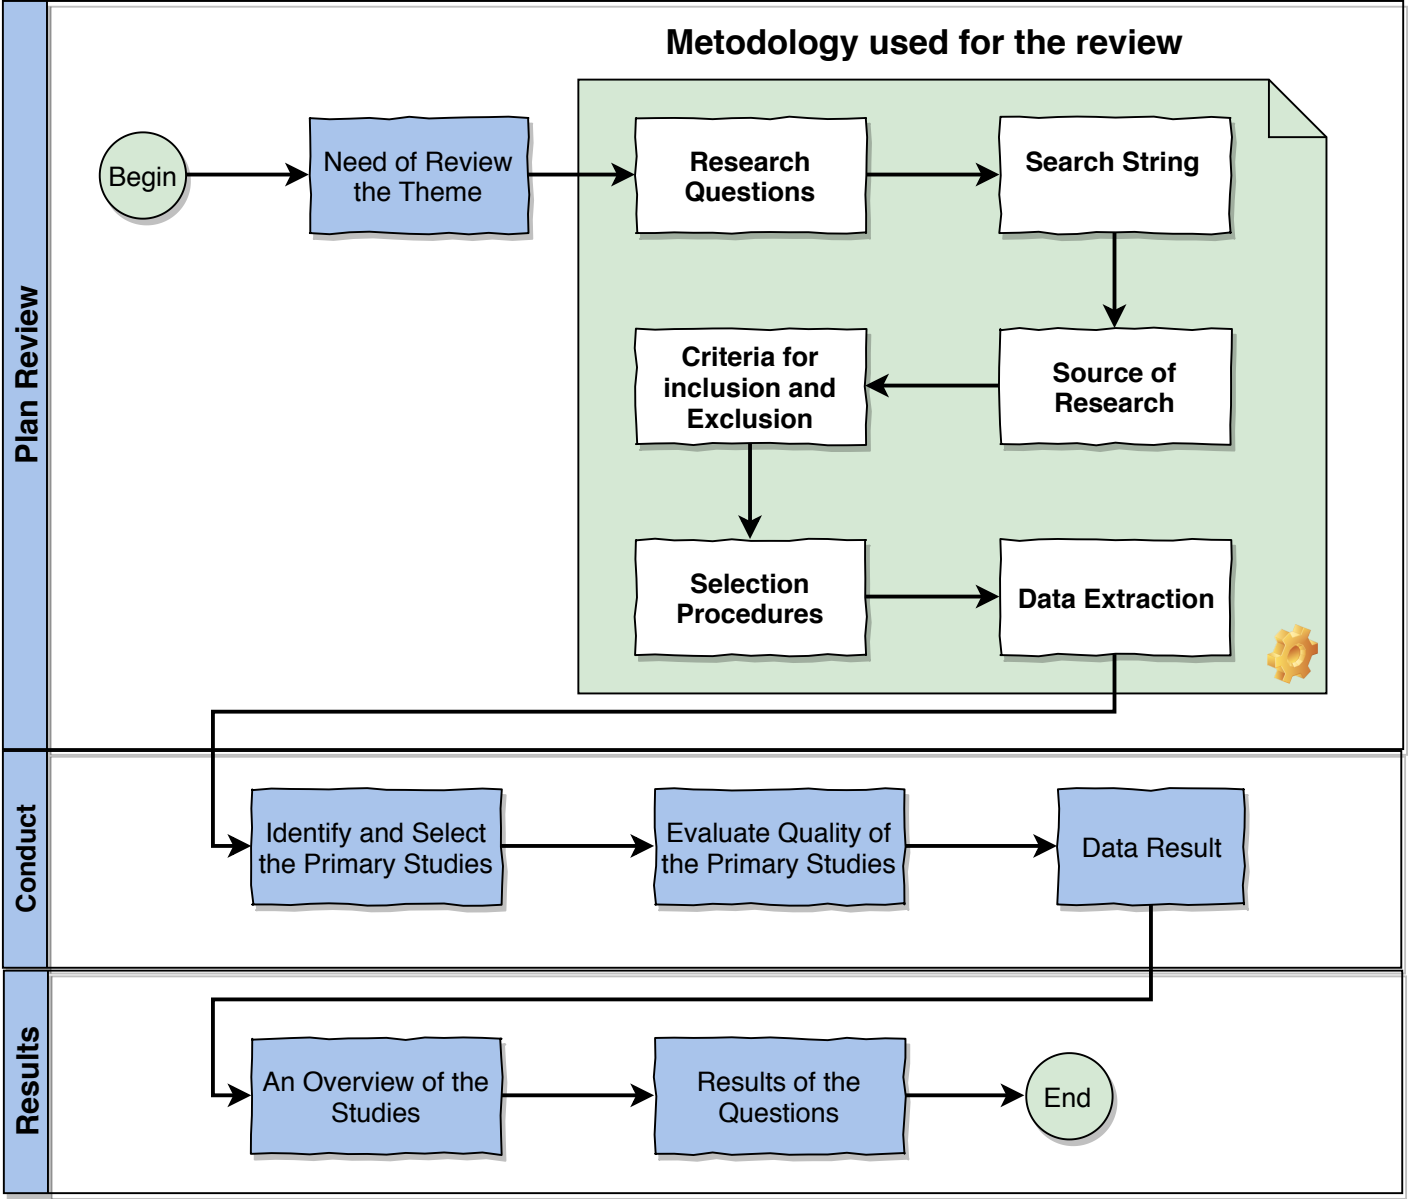 Metodology used for the review
Plan Review
Begin
Need of Review
the Theme
Research
Questions
Search String
Criteria for
inclusion and
Exclusion
Source of
Research
Selection
Procedures
Data Extraction
Conduct
Identify and Select
the Primary Studies
Evaluate Quality of
the Primary Studies
Data Result
Results
An Overview of the
Studies
Results of the
Questions
End